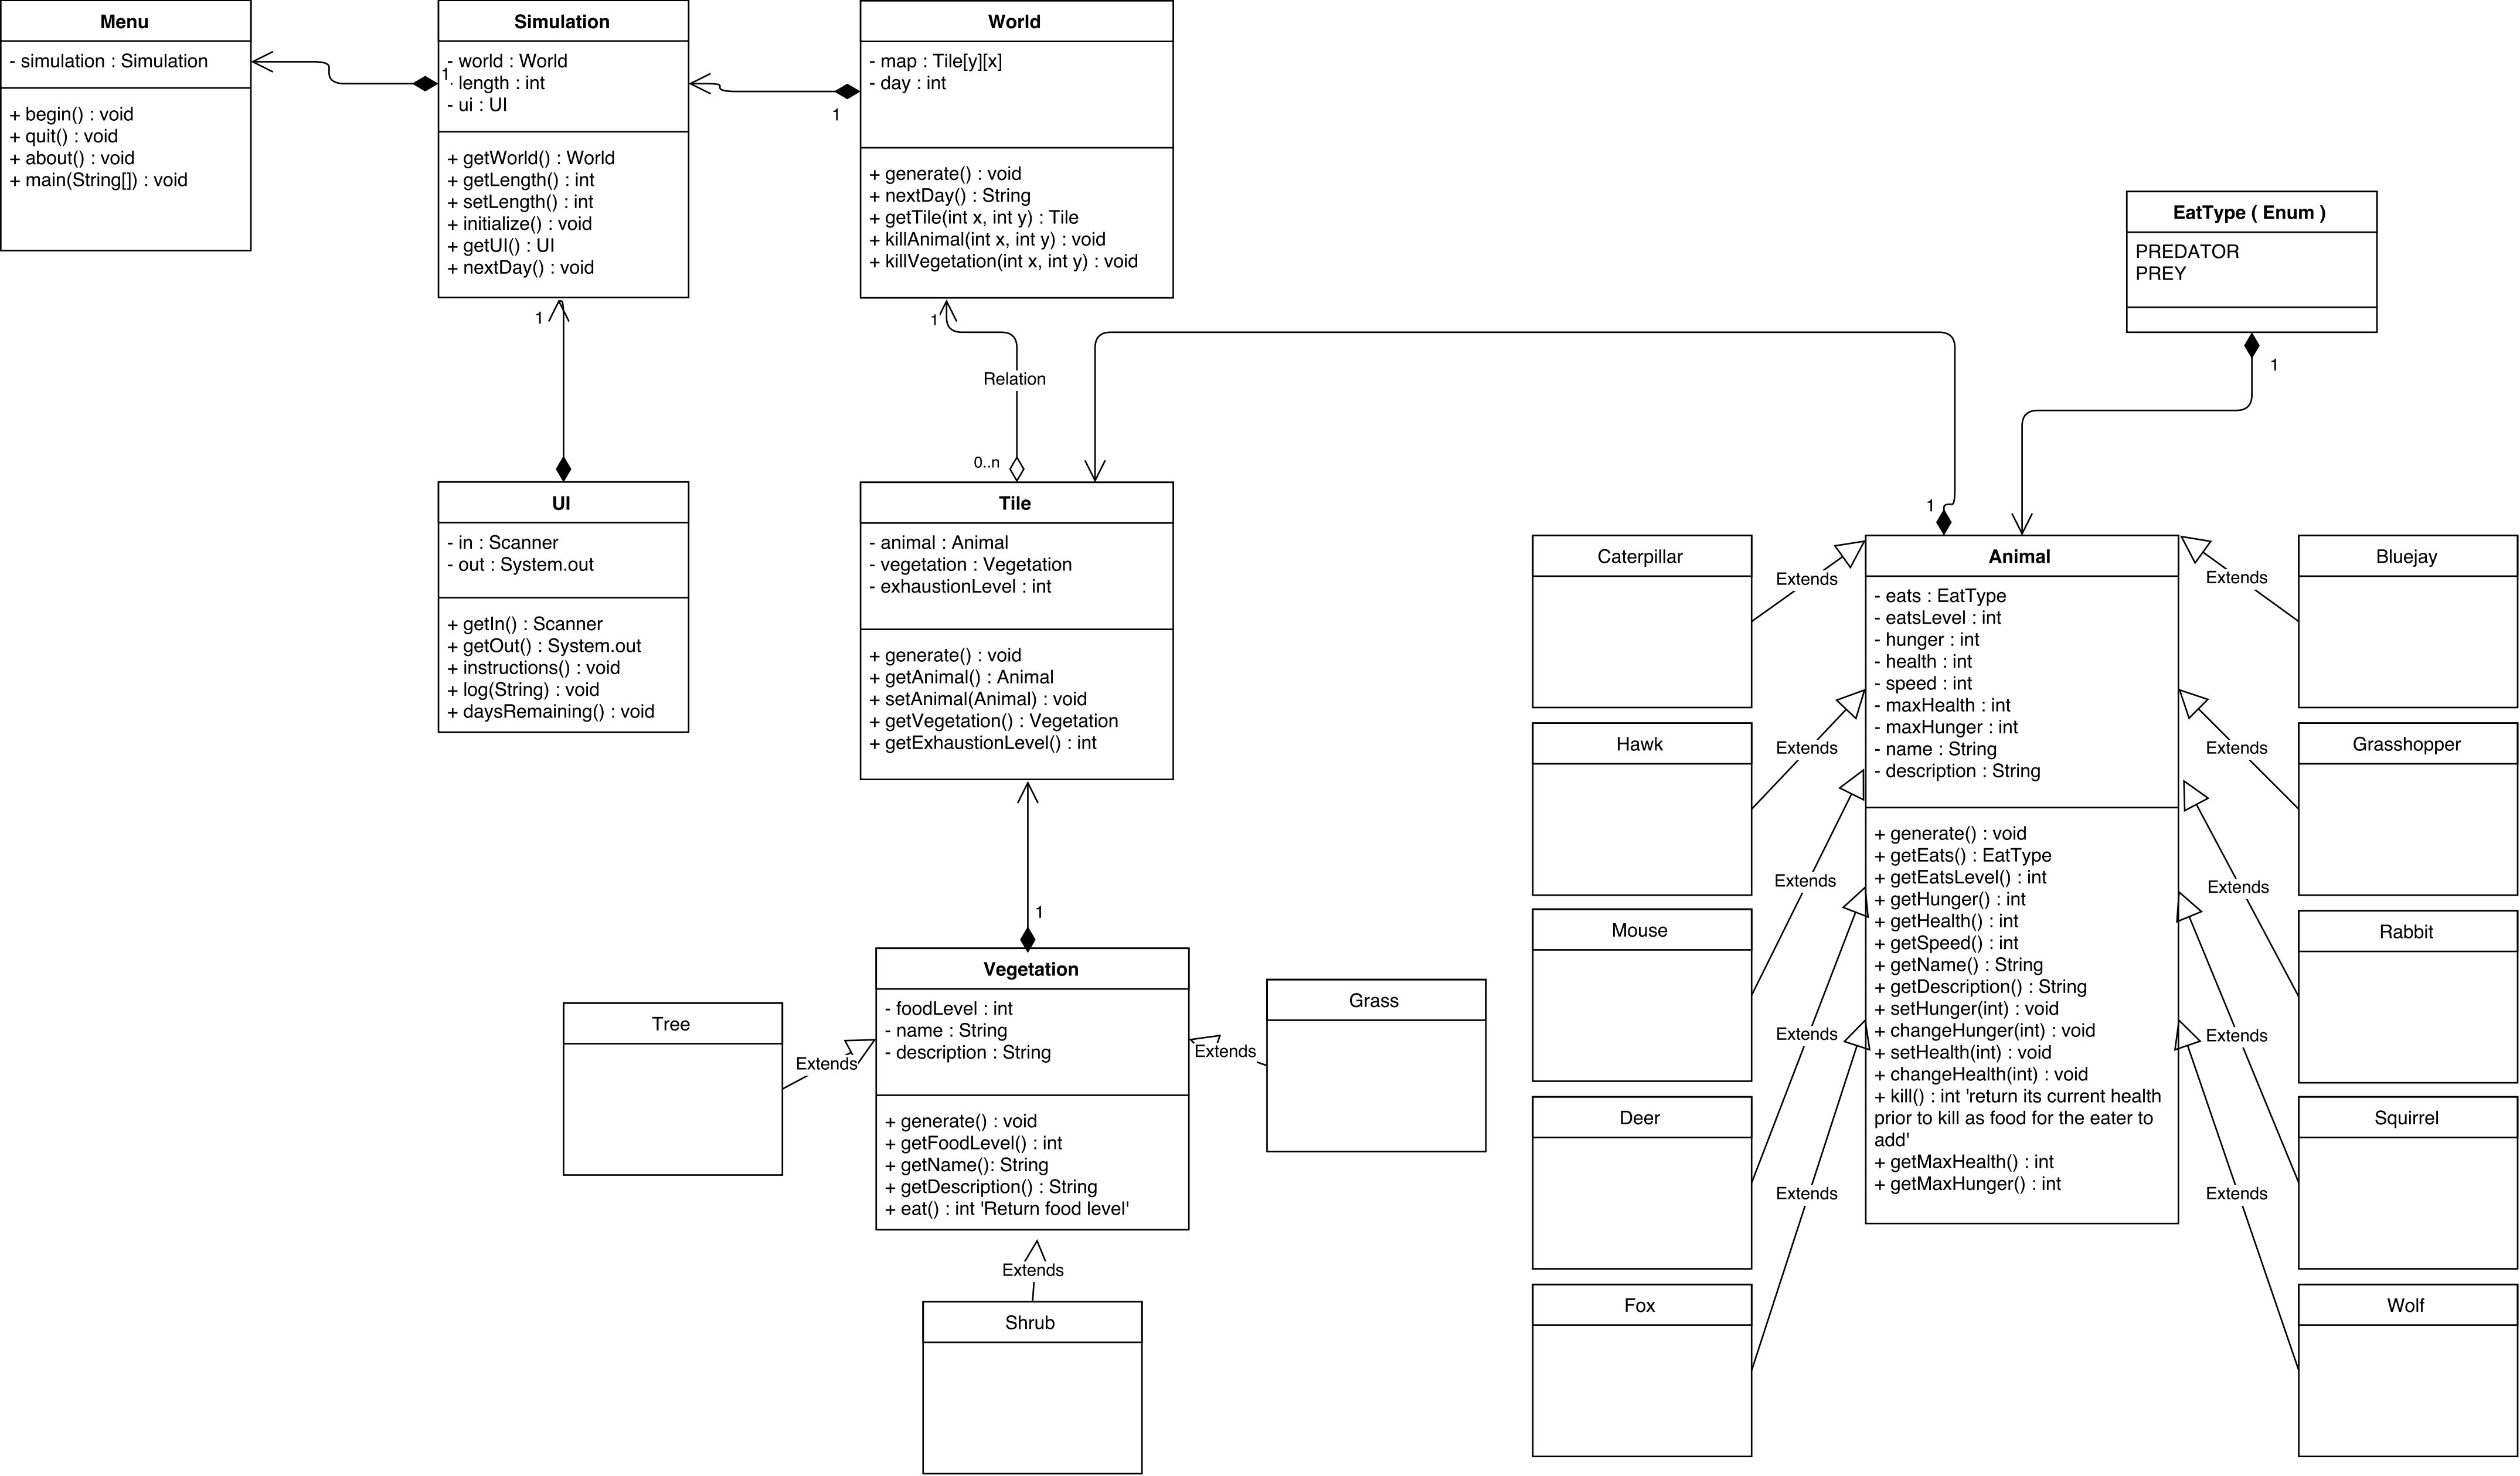 Menu
- simulation : Simulation
+ begin() : void
+ quit() : void
+ about() : void
+ main(String[]) : void
1
Simulation
- world : World
- length : int
- ui : UI
+ getWorld() : World
+ getLength() : int
+ setLength() : int
+ initialize() : void
+ getUI() : UI
+ nextDay() : void
1
World
- map : Tile[y][x]
- day : int
+ generate() : void
+ nextDay() : String
+ getTile(int x, int y) : Tile
+ killAnimal(int x, int y) : void
+ killVegetation(int x, int y) : void
EatType ( Enum )
PREDATOR
PREY
1
1
1
Relation
0..n
1
UI
- in : Scanner
- out : System.out
+ getIn() : Scanner
+ getOut() : System.out
+ instructions() : void
+ log(String) : void
+ daysRemaining() : void
Tile
- animal : Animal
- vegetation : Vegetation
- exhaustionLevel : int
+ generate() : void
+ getAnimal() : Animal
+ setAnimal(Animal) : void
+ getVegetation() : Vegetation
+ getExhaustionLevel() : int
1
Vegetation
- foodLevel : int
- name : String
- description : String
+ generate() : void
+ getFoodLevel() : int
+ getName(): String
+ getDescription() : String
+ eat() : int 'Return food level'
Tree
Extends
Grass
Extends
Extends
Shrub
Caterpillar
Extends
Hawk
Extends
Mouse
Extends
Deer
Extends
Fox
Extends
Animal
- eats : EatType
- eatsLevel : int
- hunger : int
- health : int
- speed : int
- maxHealth : int
- maxHunger : int
- name : String
- description : String
+ generate() : void
+ getEats() : EatType
+ getEatsLevel() : int
+ getHunger() : int
+ getHealth() : int
+ getSpeed() : int
+ getName() : String
+ getDescription() : String
+ setHunger(int) : void
+ changeHunger(int) : void
+ setHealth(int) : void
+ changeHealth(int) : void
+ kill() : int 'return its current health
prior to kill as food for the eater to
add'
+ getMaxHealth() : int
+ getMaxHunger() : int
Extends
Bluejay
Extends
Grasshopper
Extends
Rabbit
Extends
Squirrel
Extends
Wolf